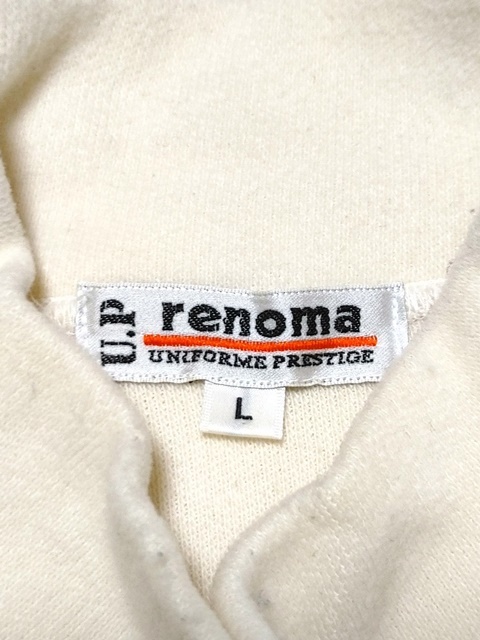 U.P
renoma
UNIFORME PRESTIGE
L